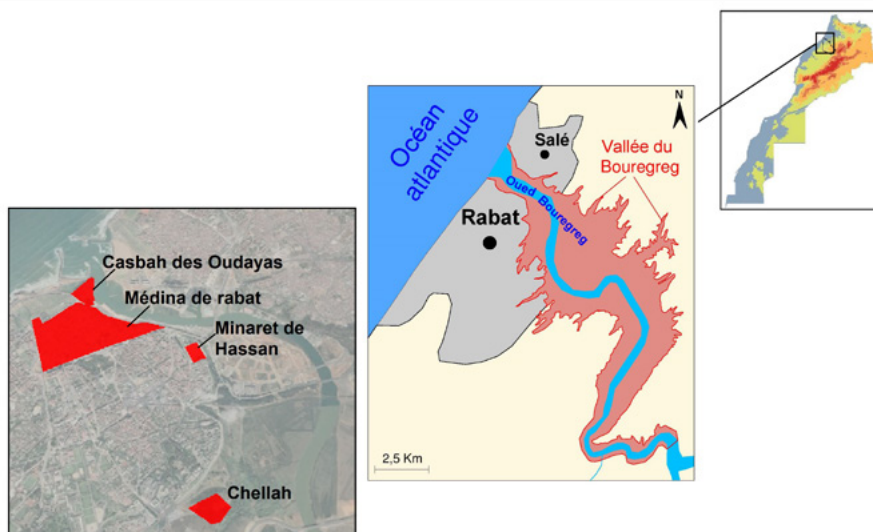 Casbah des Oudayas
Médina de rabat
Minaret de
Hassan
Chellah
Océan
atlantique
N
Salé
Vallée du
Bouregreg
Oued Bouregreg
Rabat
2,5 Km